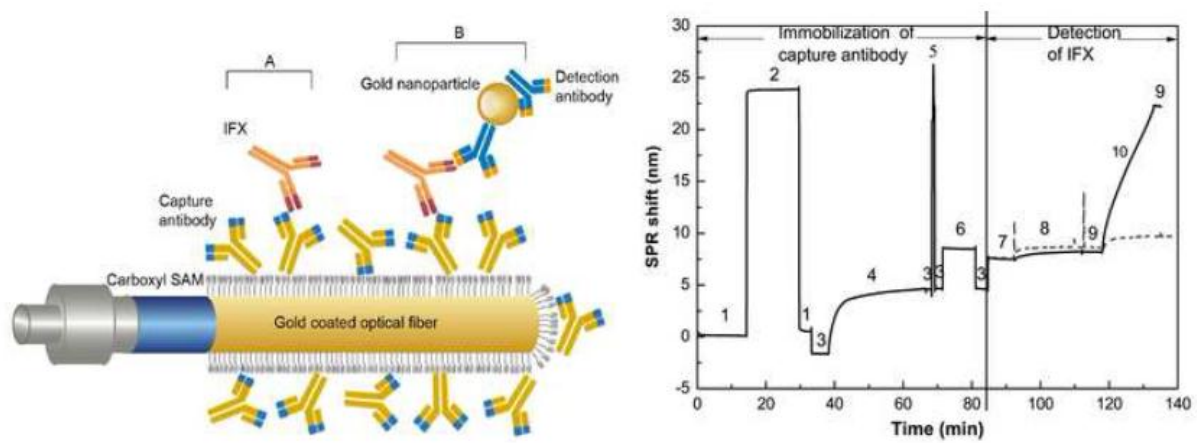 A
B
Gold nanoparticle
Detection
antibody
IFX
Capture
antibody
Carboxyl SAM
Gold coated optical fiber
SPR shift (nm)
30
25
20
15
10
5
0
-5
Immobilization of
capture antibody
Detection
of IFX
1
2
1
3
4
3
5
3
6
3
7
8
9
10
9
0
20
40
60
80
100
120
140
Time (min)